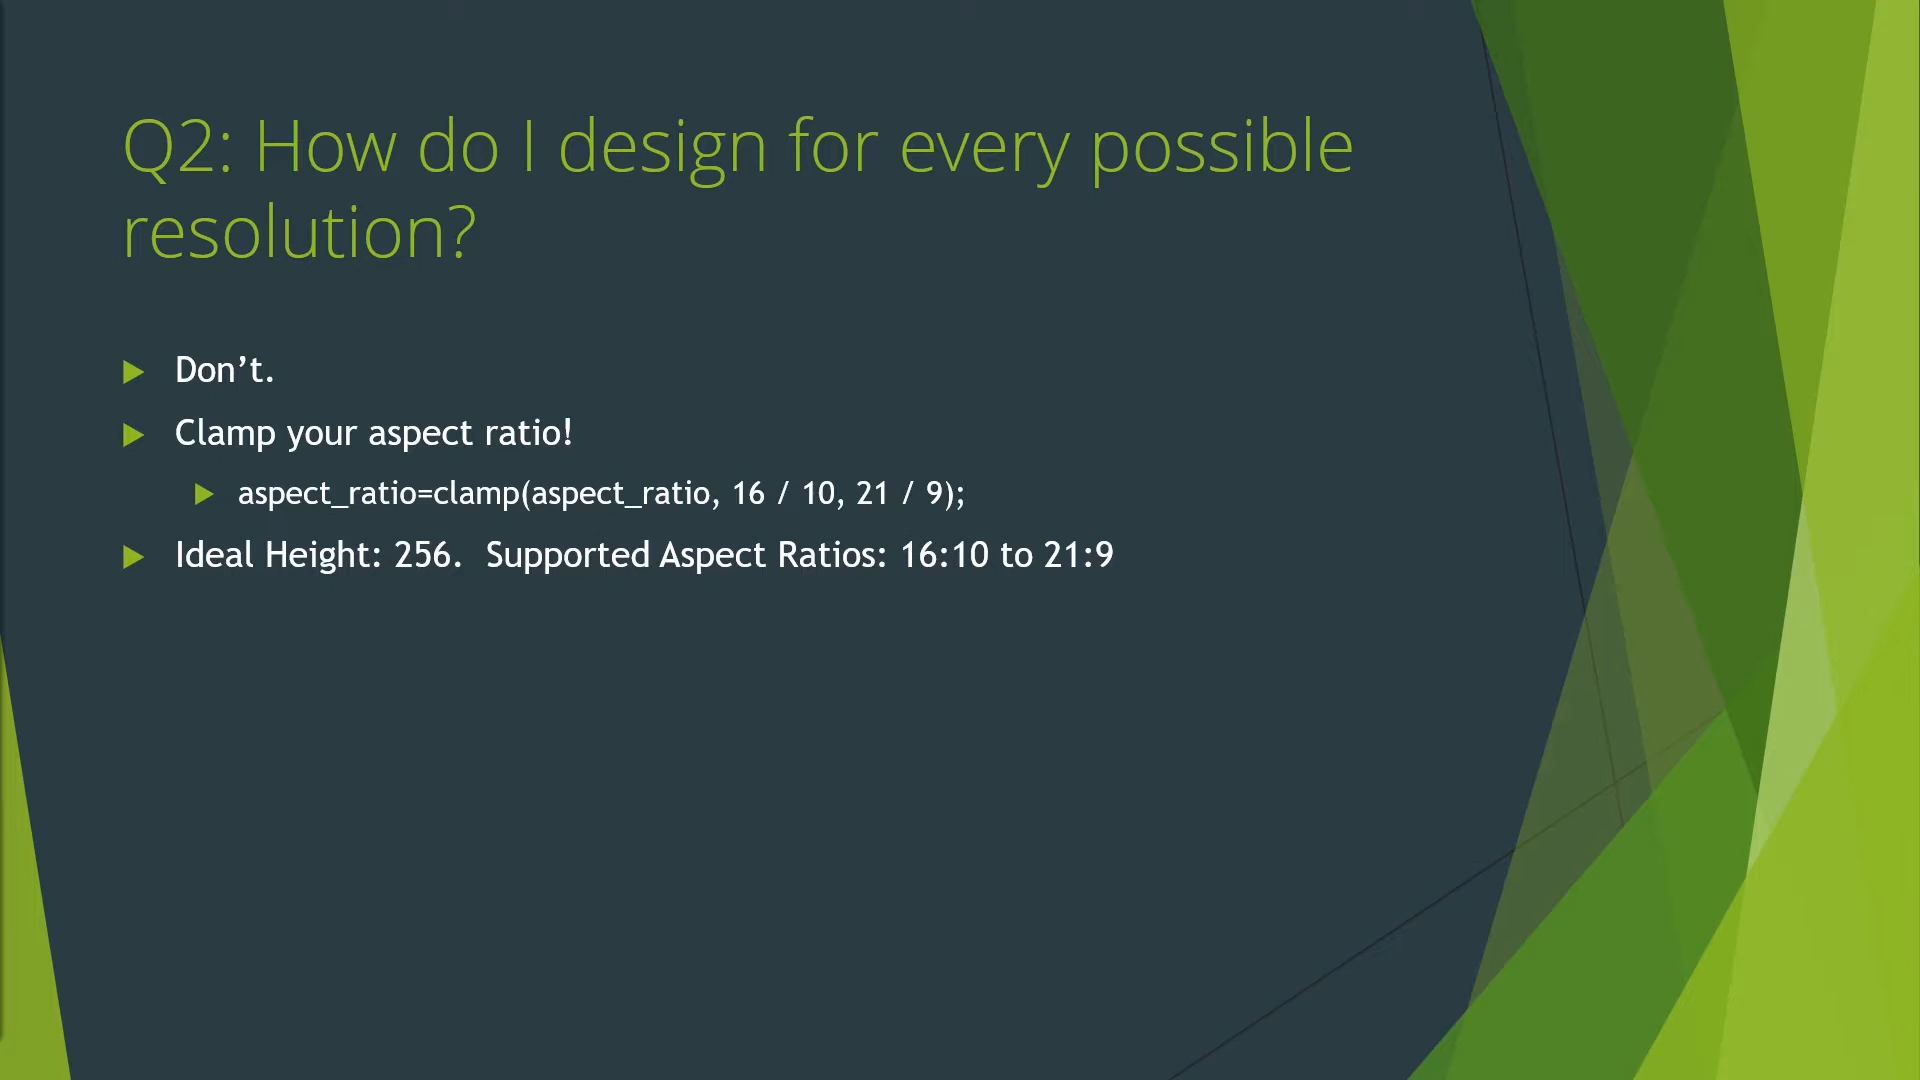 Q2: How do I design for every possible
resolution?
Don’t.
Clamp your aspect ratio!
aspect_ratio=clamp(aspect_ratio, 16 / 10, 21 / 9);
Ideal Height: 256.  Supported Aspect Ratios: 16:10 to 21:9